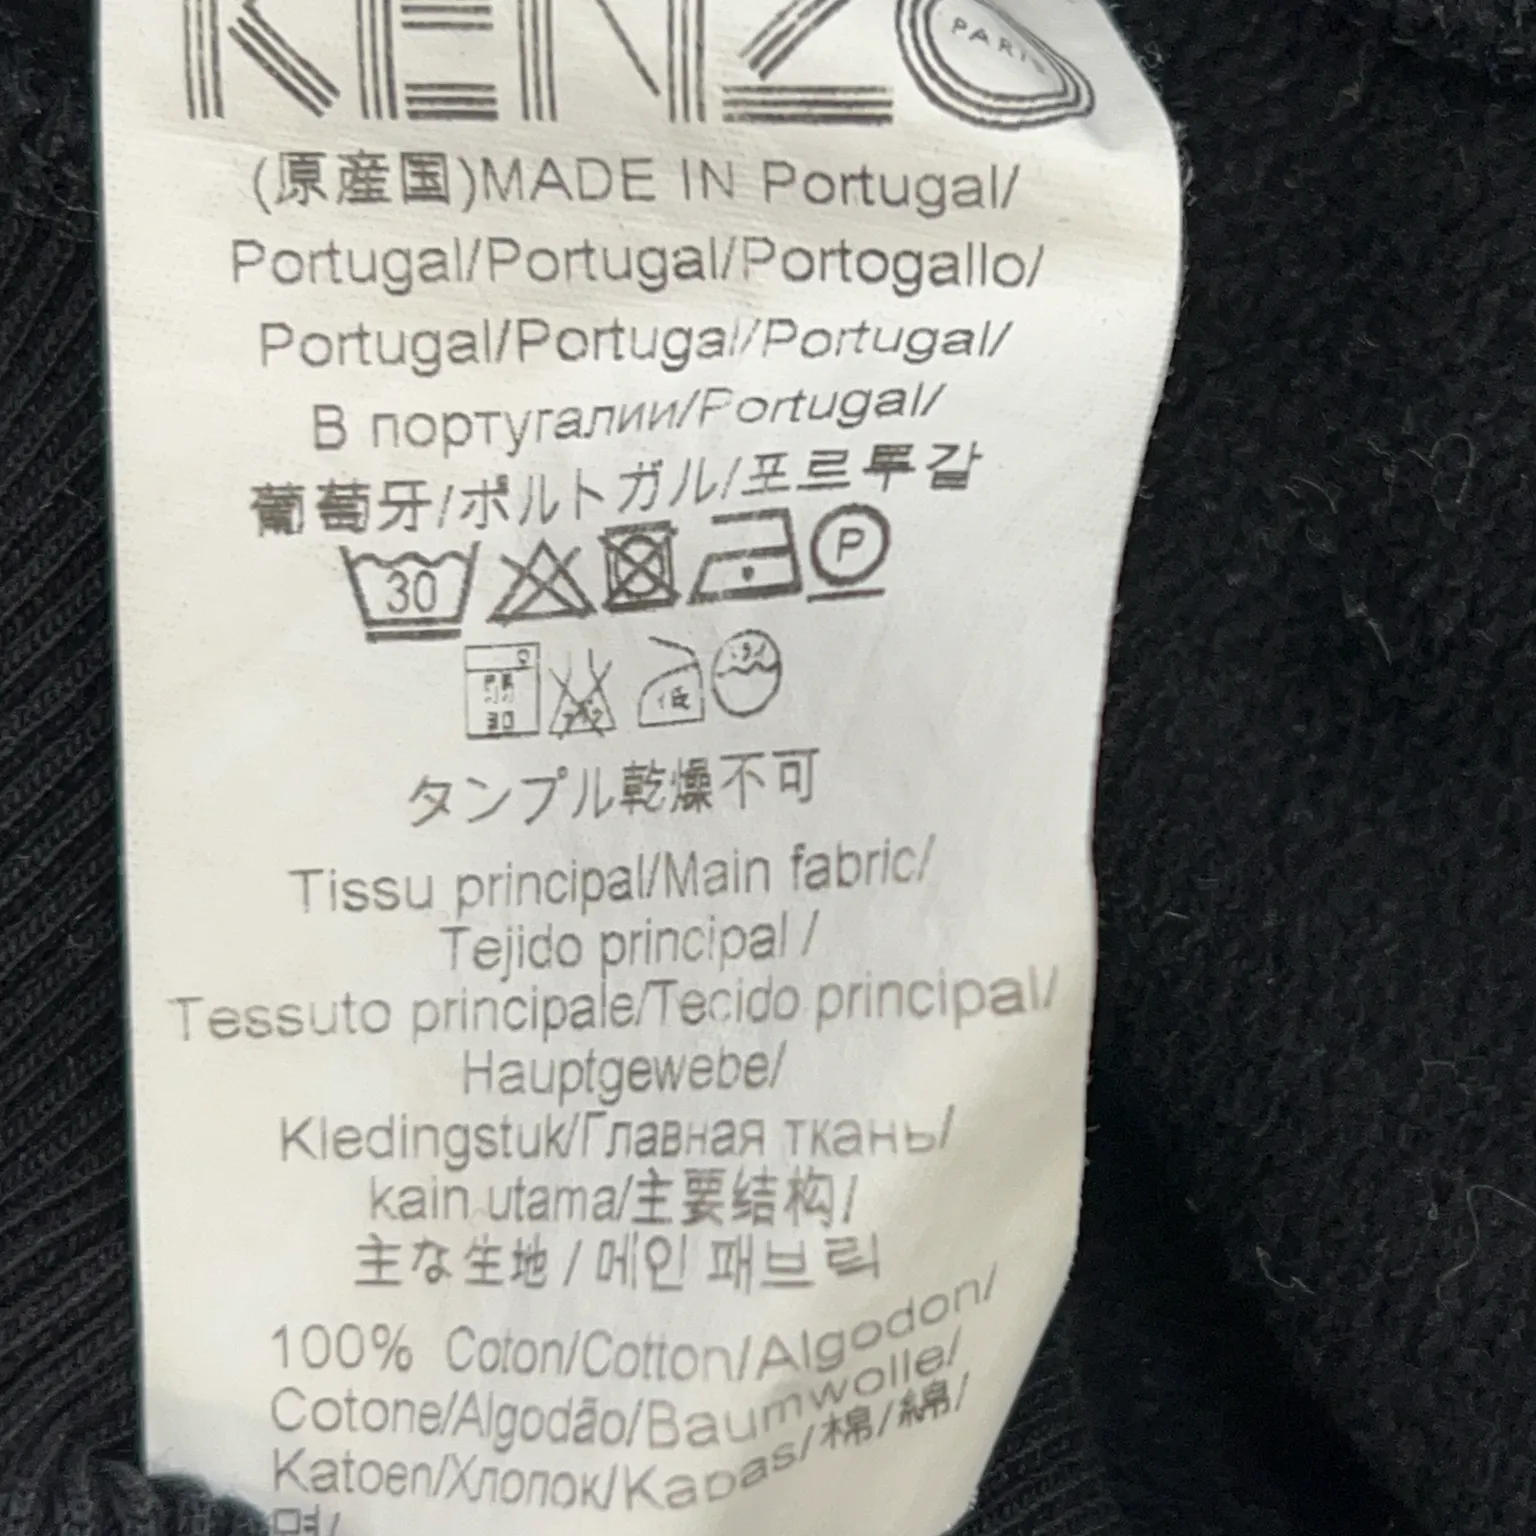 KENZO
PARIS
(原産国)MADE IN Portugal/
Portugal/Portugal/Portogallo/
Portugal/Portugal/Portugal/
В португалии/Portugal/
葡萄牙/ポルトガル/포르투갈
30 P
30 低
タンブル乾燥不可
Tissu principal/Main fabric/
Tejido principal /
Tessuto principale/Tecido principal/
Hauptgewebe/
Kledingstuk/Главная ткань/
kain utama/主要结构/
主な生地 / 메인 패브릭
100% Coton/Cotton/Algodon/
Cotone/Algodão/Baumwolle/
Katoen/Хлопок/Kapas/棉/綿/
면/